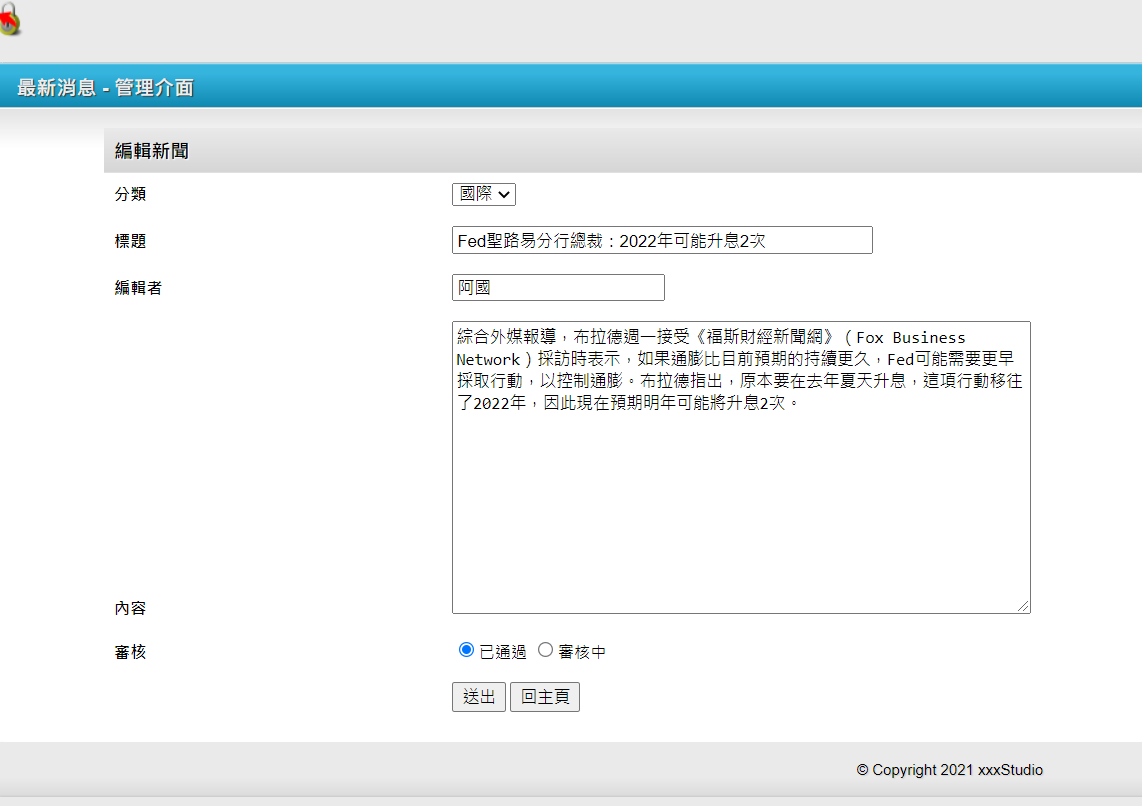 最新消息 - 管理介面
編輯新聞
分類 國際
標題 Fed聖路易分行總裁：2022年可能升息2次
編輯者 阿國
綜合外媒報導，布拉德週一接受《福斯財經新聞網》（Fox Business
Network）採訪時表示，如果通膨比目前預期的持續更久，Fed可能需要更早
採取行動，以控制通膨。布拉德指出，原本要在去年夏天升息，這項行動移往
了2022年，因此現在預期明年可能將升息2次。
內容
審核 已通過 審核中
送出 回主頁
© Copyright 2021 xxxStudio